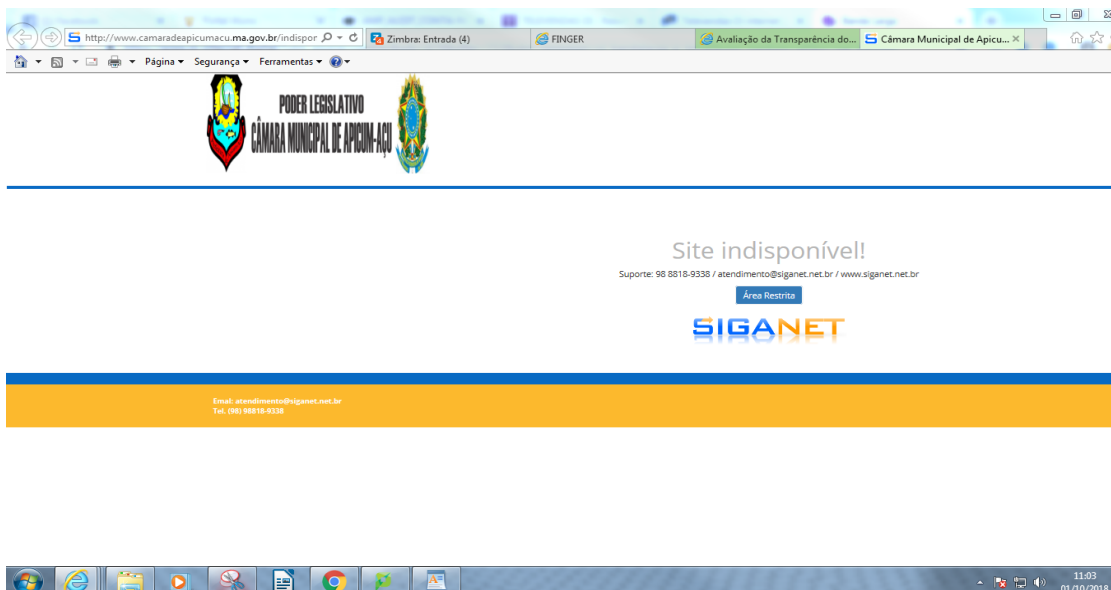 http://www.camaradeapicumacu.ma.gov.br/indispor
Zimbra: Entrada (4)
FINGER
Avaliação da Transparência do...
Câmara Municipal de Apicu...
Página
Segurança
Ferramentas
PODER LEGISLATIVO
CÂMARA MUNICIPAL DE APICUM-AÇU
Site indisponível!
Suporte: 98 8818-9338 / atendimento@siganet.net.br / www.siganet.net.br
Área Restrita
SIGANET
Email: atendimento@siganet.net.br
Tel. (98) 98818-9338
11:03
01/10/2018